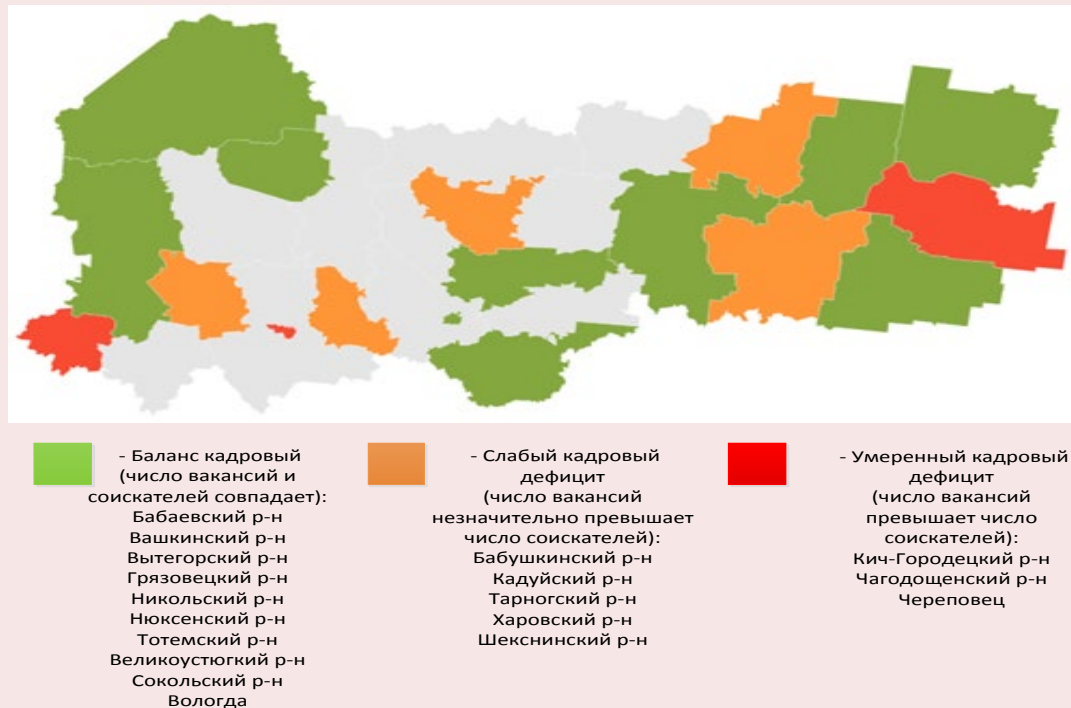 - Баланс кадровый
(число вакансий и
соискателей совпадает):
Бабаевский р-н
Вашкинский р-н
Вытегорский р-н
Грязовецкий р-н
Никольский р-н
Нюксенский р-н
Тотемский р-н
Великоустюгкий р-н
Сокольский р-н
Вологда
- Слабый кадровый
дефицит
(число вакансий
незначительно превышает
число соискателей):
Бабушкинский р-н
Кадуйский р-н
Тарногский р-н
Харовский р-н
Шекснинский р-н
- Умеренный кадровый
дефицит
(число вакансий
превышает число
соискателей):
Кич-Городецкий р-н
Чагодощенский р-н
Череповец